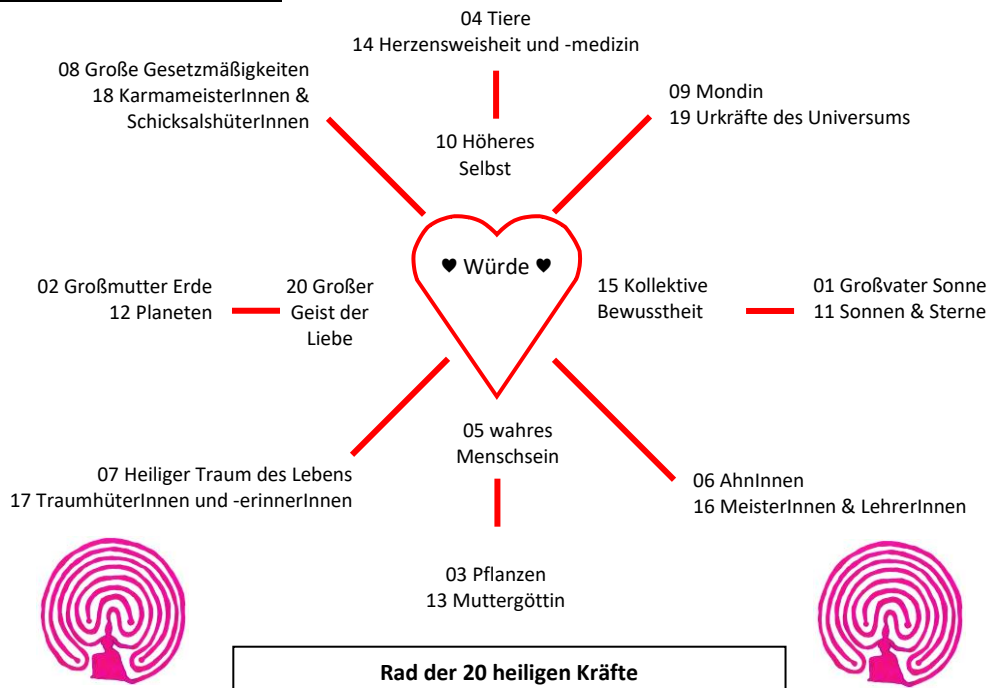 04 Tiere
14 Herzensweisheit und -medizin
08 Große Gesetzmäßigkeiten
18 KarmameisterInnen &
SchicksalshüterInnen
09 Mondin
19 Urkräfte des Universums
10 Höheres
Selbst
♥ Würde ♥
02 Großmutter Erde
12 Planeten
20 Großer
Geist der
Liebe
15 Kollektive
Bewusstheit
01 Großvater Sonne
11 Sonnen & Sterne
05 wahres
Menschsein
07 Heiliger Traum des Lebens
17 TraumhüterInnen und -erinnerInnen
06 AhnInnen
16 MeisterInnen & LehrerInnen
03 Pflanzen
13 Muttergöttin
Rad der 20 heiligen Kräfte